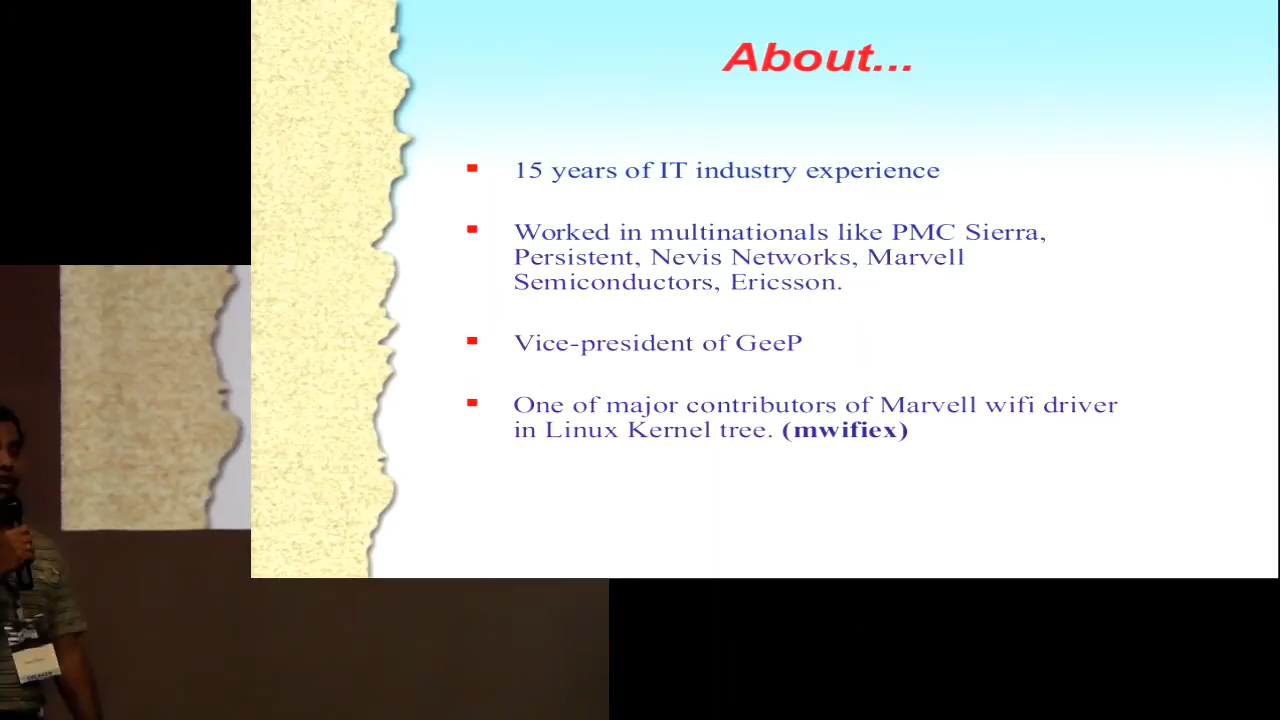 About...
15 years of IT industry experience
Worked in multinationals like PMC Sierra,
Persistent, Nevis Networks, Marvell
Semiconductors, Ericsson.
Vice-president of GeeP
One of major contributors of Marvell wifi driver
in Linux Kernel tree. (mwifiex)